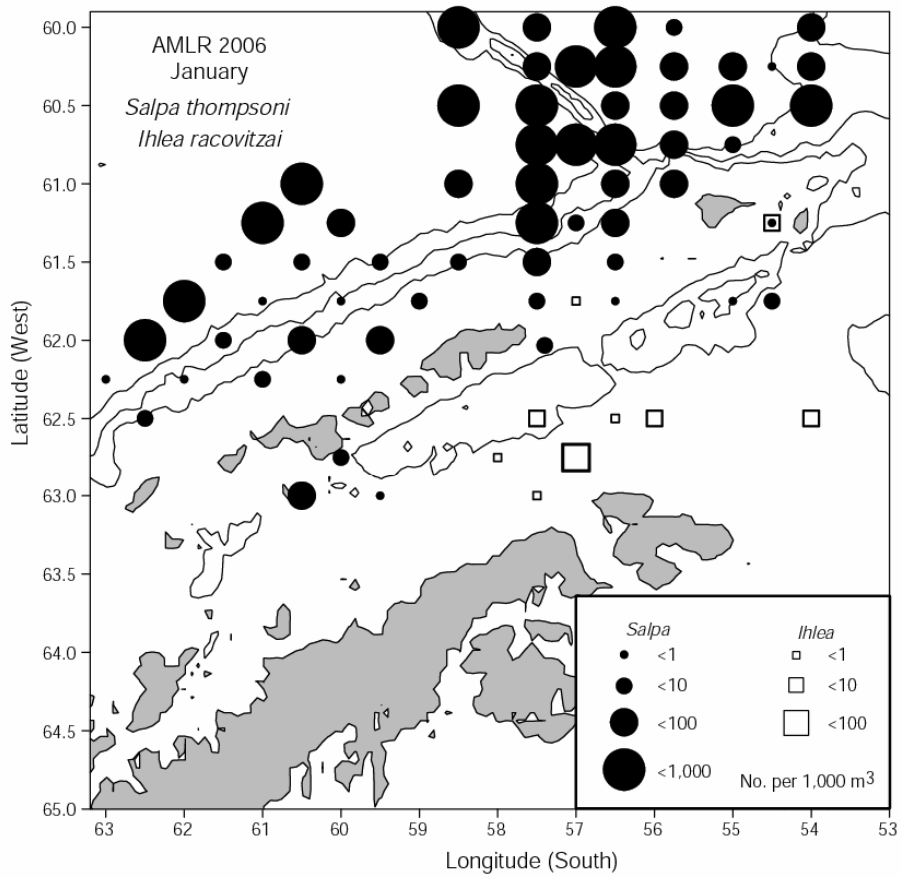 AMLR 2006
January
Salpa thompsoni
Ihlea racovitzai
Latitude (West)
60.0
60.5
61.0
61.5
62.0
62.5
63.0
63.5
64.0
64.5
65.0
63 62 61 60 59 58 57 56 55 54 53
Longitude (South)
Salpa Ihlea
<1 <1
<10 <10
<100 <100
<1,000
No. per 1,000 m³